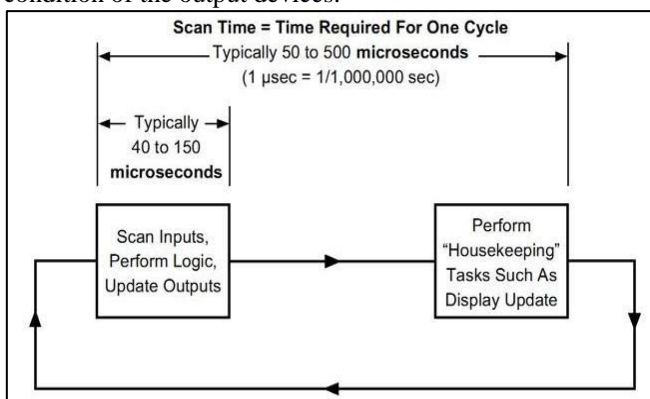 condition of the output devices.
Scan Time = Time Required For One Cycle
Typically 50 to 500 microseconds
(1 µsec = 1/1,000,000 sec)
Typically
40 to 150
microseconds
Scan Inputs,
Perform Logic,
Update Outputs
Perform
“Housekeeping”
Tasks Such As
Display Update